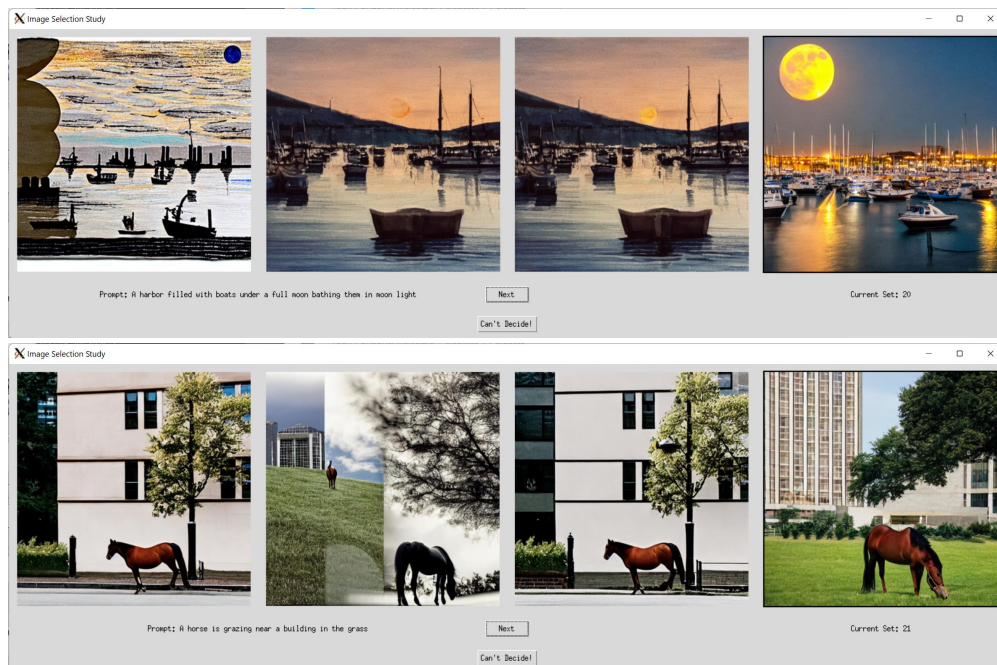 Image Selection Study
Prompt: A harbor filled with boats under a full moon bathing them in moon light
Next
Current Set: 20
Can't Decide!
Image Selection Study
Prompt: A horse is grazing near a building in the grass
Next
Current Set: 21
Can't Decide!